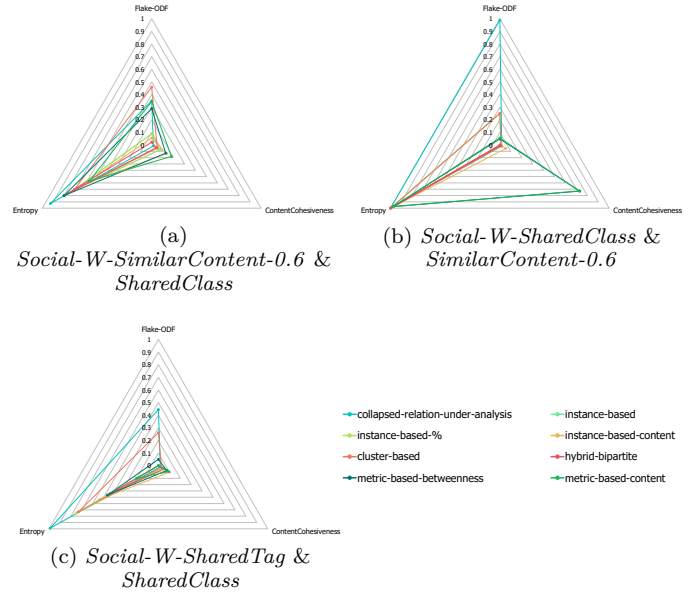 Flake-ODF
1
0.9
0.8
0.7
0.6
0.5
0.4
0.3
0.2
0.1
0
Entropy
ContentCohesiveness
(a)
Social-W-SimilarContent-0.6 &
SharedClass
Flake-ODF
1
0.9
0.8
0.7
0.6
0.5
0.4
0.3
0.2
0.1
0
Entropy
ContentCohesiveness
(b) Social-W-SharedClass &
SimilarContent-0.6
Flake-ODF
1
0.9
0.8
0.7
0.6
0.5
0.4
0.3
0.2
0.1
0
Entropy
ContentCohesiveness
(c) Social-W-SharedTag &
SharedClass
collapsed-relation-under-analysis
instance-based
instance-based-%
instance-based-content
cluster-based
hybrid-bipartite
metric-based-betweenness
metric-based-content